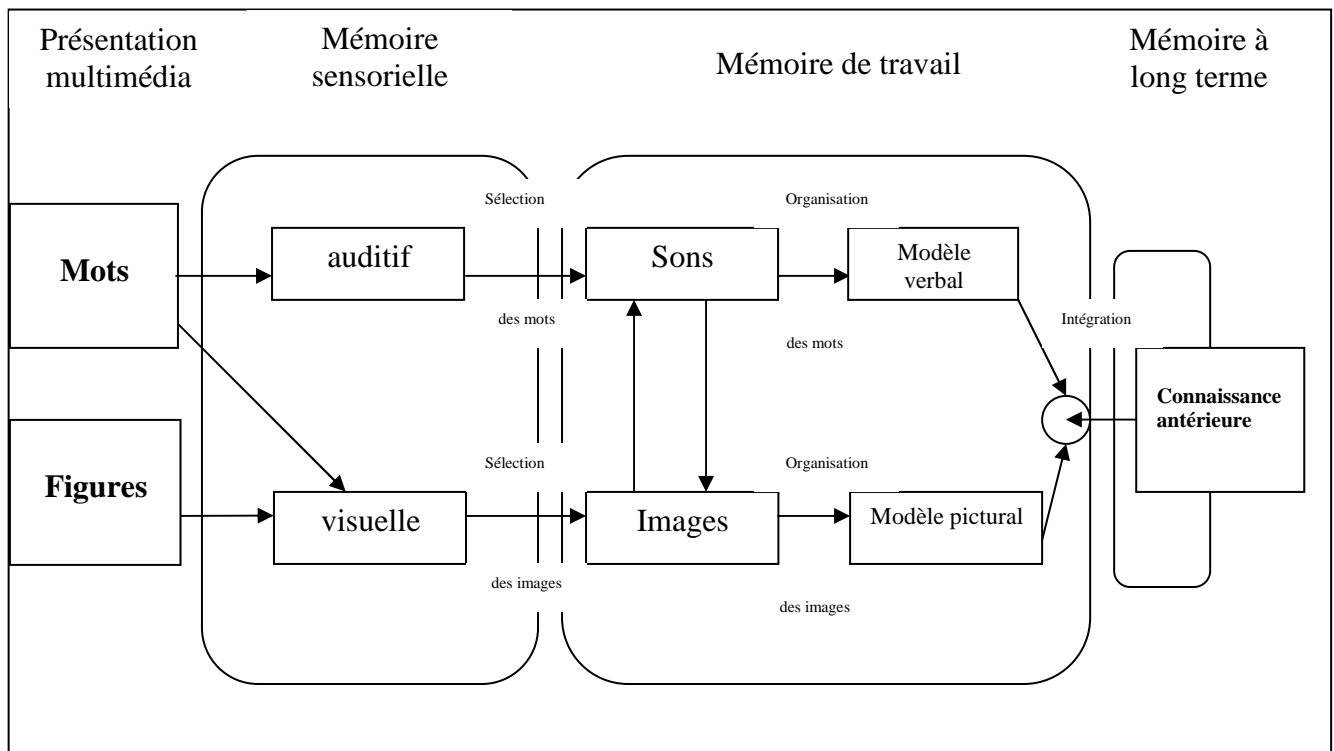 Présentation
multimédia
Mémoire
sensorielle
Mémoire de travail
Mémoire à
long terme
Sélection
Organisation
Mots
auditif
Sons
Modèle
verbal
des mots
des mots
Intégration
Connaissance
antérieure
Sélection
Organisation
Figures
visuelle
Images
Modèle pictural
des images
des images